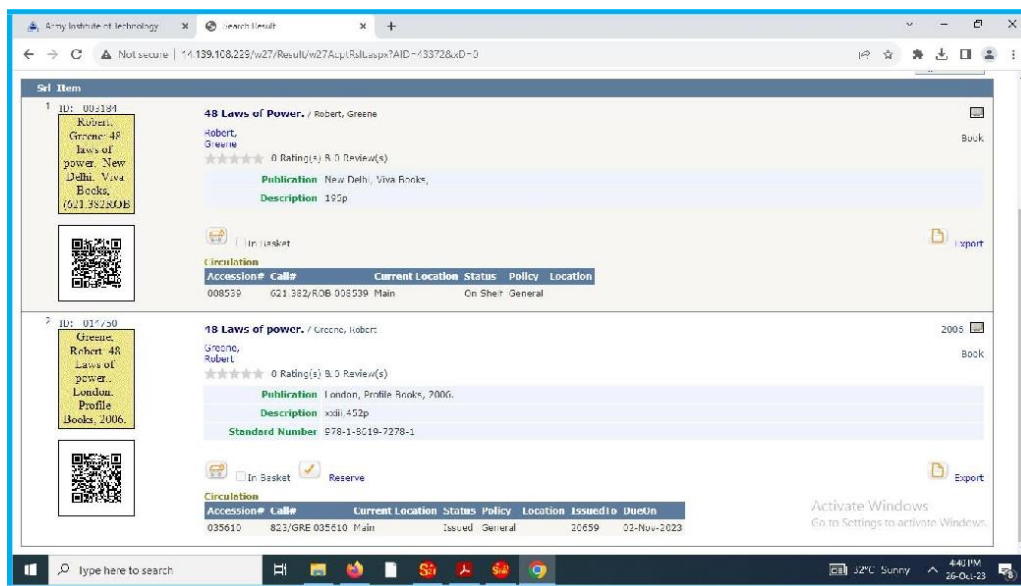 Army Institute of Technology
Search Result
Not secure | 14.139.108.229/w27/Result/w27AcptRslt.aspx?AID=43372&xD=0
Srl Item
1 ID: 003184
Robert,
Greene: 48
laws of
power. New
Delhi. Viva
Books,
(621.382ROB
48 Laws of Power. / Robert, Greene
Robert,
Greene
Book
0 Rating(s) & 0 Review(s)
Publication New Delhi, Viva Books,
Description 195p
In Basket
Export
Circulation
Accession# Call# Current Location Status Policy Location
008539 621.382/ROB 008539 Main On Shelf General
2 ID: 014750
Greene,
Robert: 48
Laws of
power..
London.
Profile
Books, 2006.
48 Laws of power. / Greene, Robert
2006
Greene,
Robert
Book
0 Rating(s) & 0 Review(s)
Publication London, Profile Books, 2006.
Description xxiii,452p
Standard Number 978-1-8619-7278-1
In Basket Reserve
Export
Circulation
Accession# Call# Current Location Status Policy Location IssuedTo DueOn
035610 823/GRE 035610 Main Issued General 20659 02-Nov-2023
Activate Windows
Go to Settings to activate Windows.
Type here to search
32°C Sunny
4:40 PM
26-Oct-23